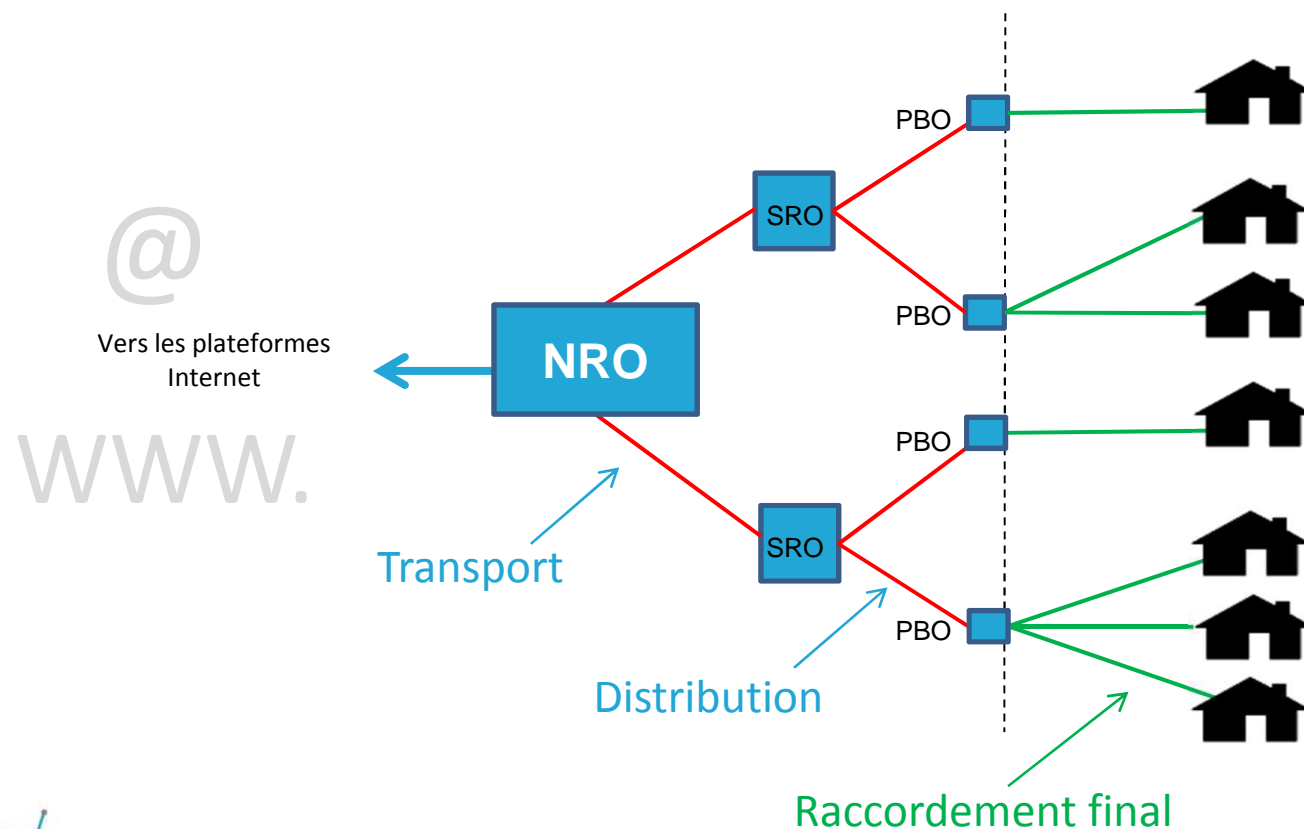 PBO
SRO
@
PBO
Vers les plateformes
Internet
NRO
WWW.
PBO
SRO
Transport
PBO
Distribution
Raccordement final